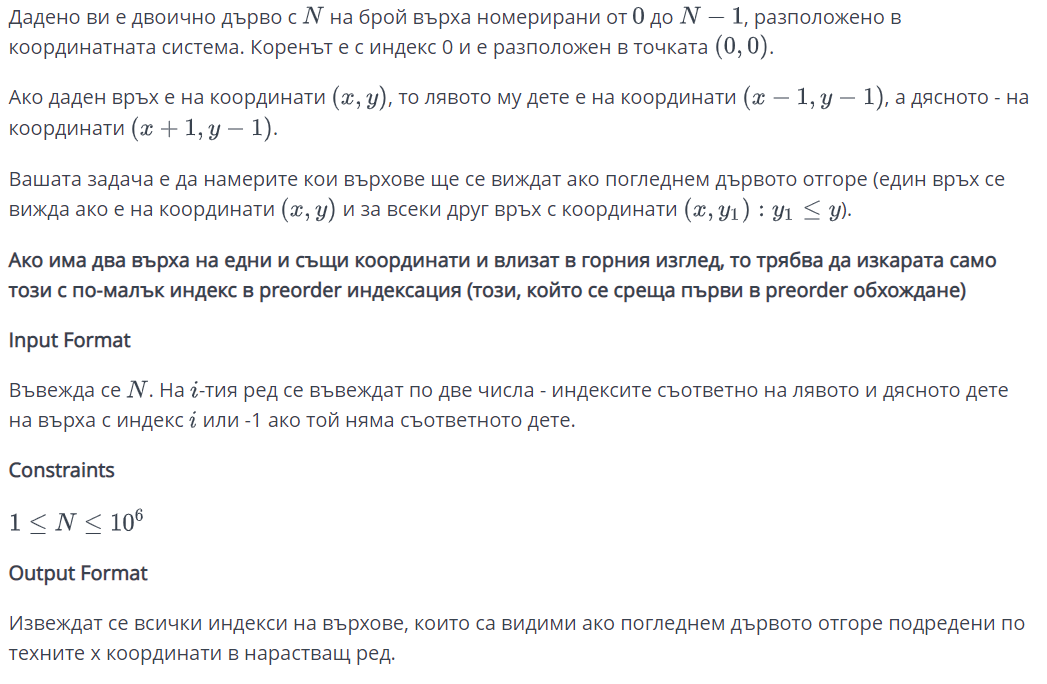 Дадено ви е двоично дърво с N на брой върха номерирани от 0 до N − 1, разположено в
координатната система. Коренът е с индекс 0 и е разположен в точката (0, 0).
Ако даден връх е на координати (x, y), то лявото му дете е на координати (x − 1, y − 1), а дясното - на
координати (x + 1, y − 1).
Вашата задача е да намерите кои върхове ще се виждат ако погледнем дървото отгоре (един връх се
вижда ако е на координати (x, y) и за всеки друг връх с координати (x, y₁) : y₁ ≤ y).
Ако има два върха на едни и същи координати и влизат в горния изглед, то трябва да изкарата само
този с по-малък индекс в preorder индексация (този, който се среща първи в preorder обхождане)
Input Format
Въвежда се N. На i-тия ред се въвеждат по две числа - индексите съответно на лявото и дясното дете
на върха с индекс i или -1 ако той няма съответното дете.
Constraints
1 ≤ N ≤ 10⁶
Output Format
Извеждат се всички индекси на върхове, които са видими ако погледнем дървото отгоре подредени по
техните x координати в нарастващ ред.